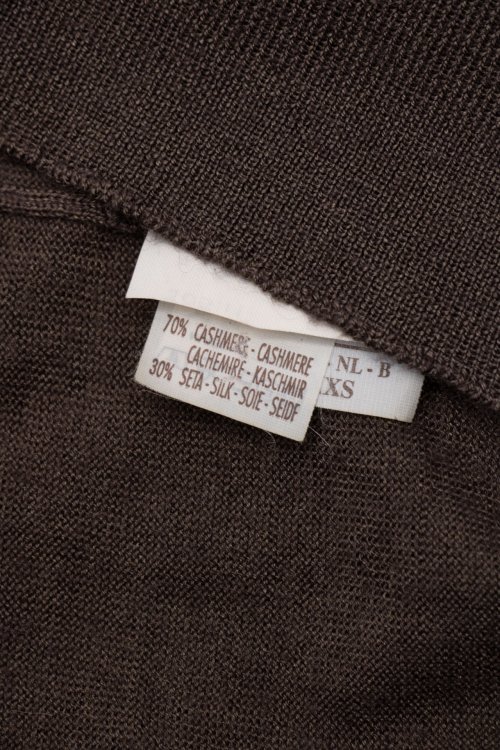 70% CASHMERE - CASHMERE
CACHEMIRE - KASCHMIR
30% SETA - SILK - SOIE - SEIDE
- NL - B
XS